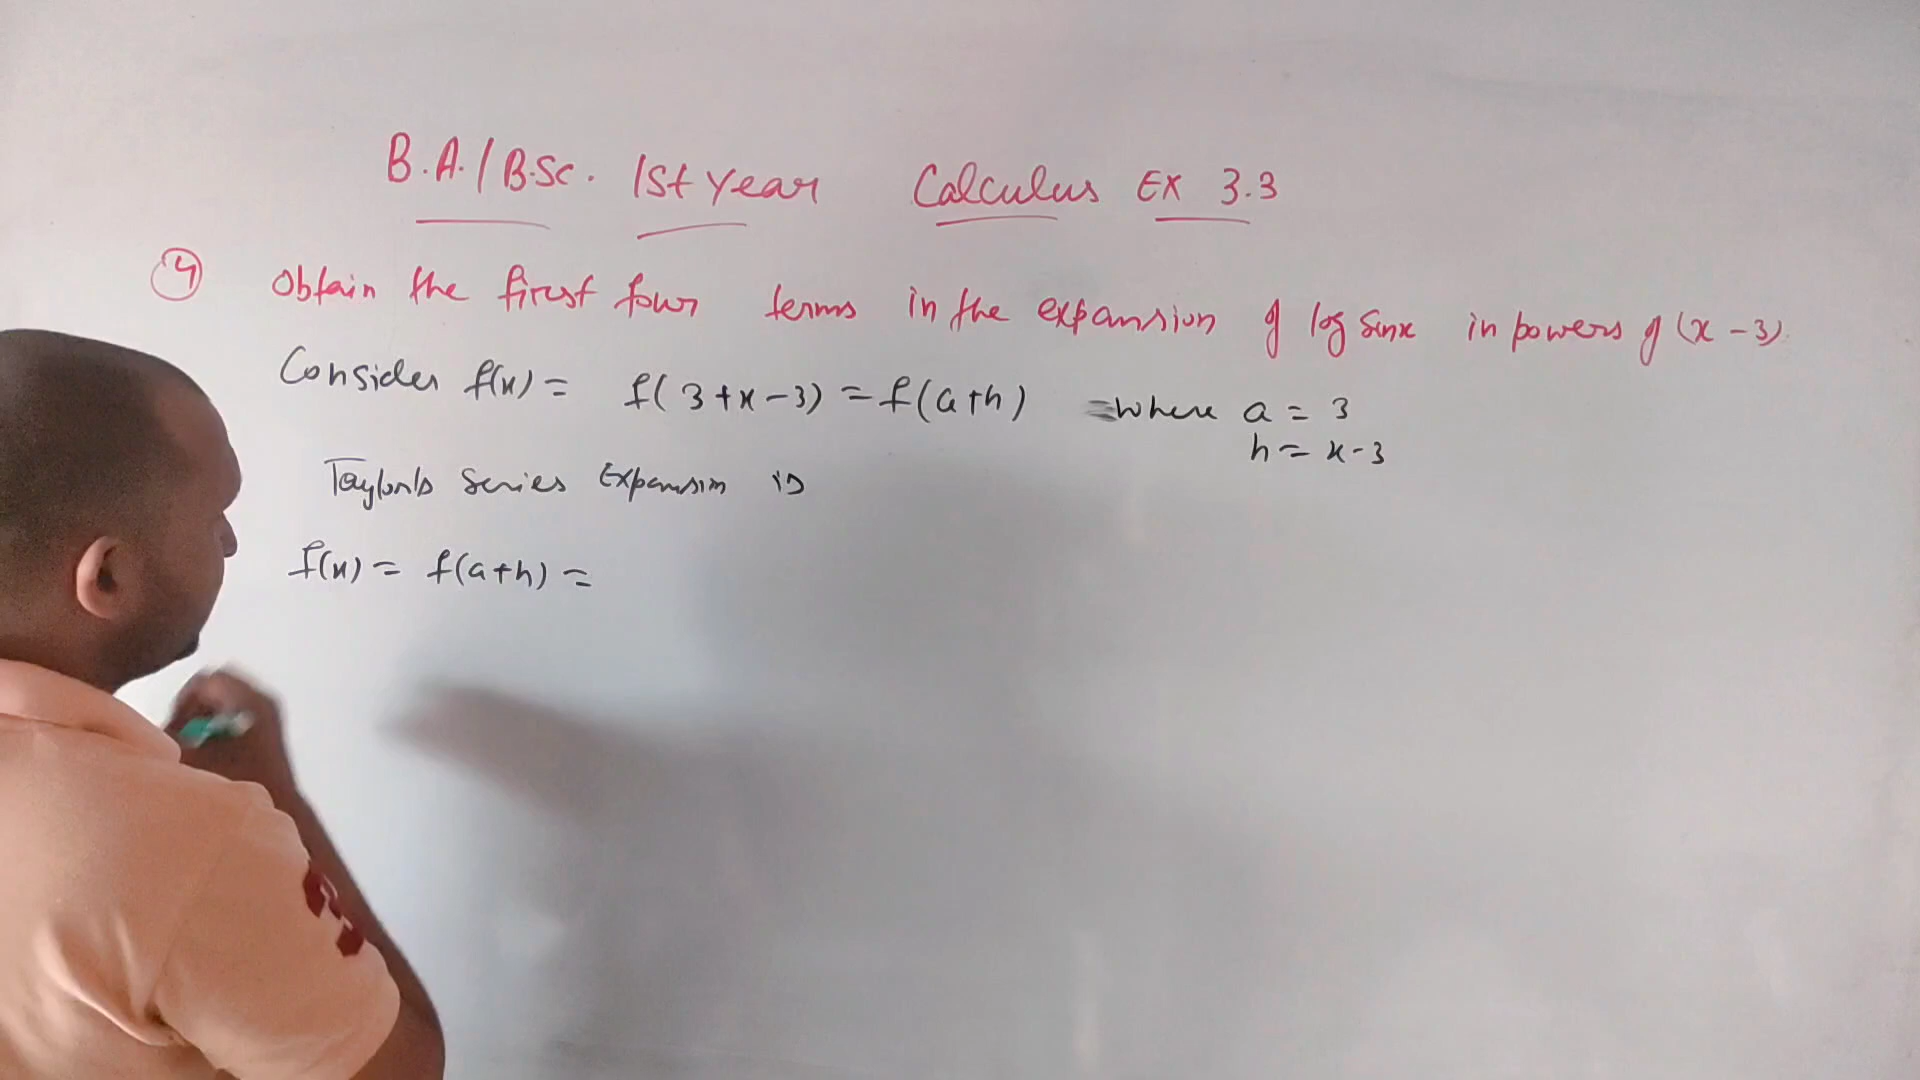 B.A./B.Sc. 1st year Calculus EX 3.3
4 Obtain the first four terms in the expansion of log sinx in powers of (x-3).
Consider f(x) = f(3+x-3) = f(a+h) where a = 3
h = x-3
Taylor's Series Expansion is
f(x) = f(a+h) =